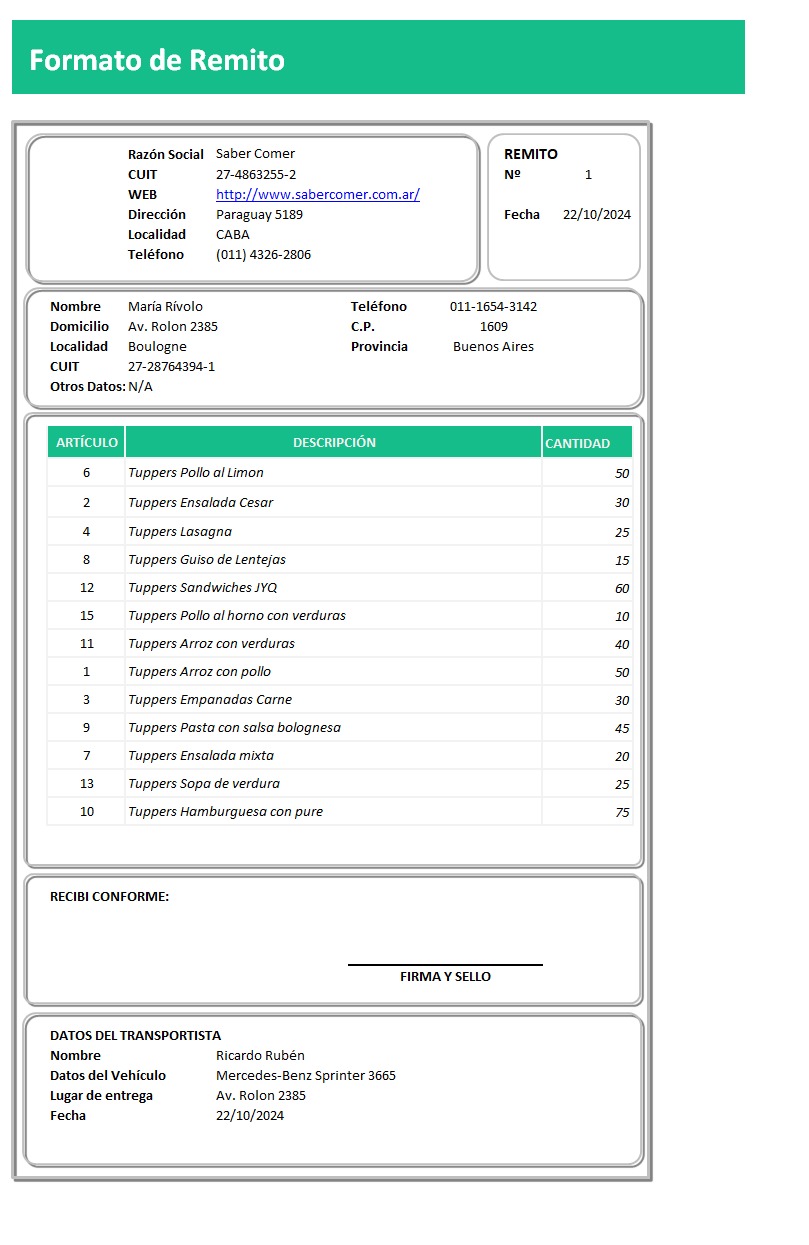 Formato de Remito
Razón Social Saber Comer
CUIT 27-4863255-2
WEB http://www.sabercomer.com.ar/
Dirección Paraguay 5189
Localidad CABA
Teléfono (011) 4326-2806
REMITO
Nº 1
Fecha 22/10/2024
Nombre María Rívolo Teléfono 011-1654-3142
Domicilio Av. Rolon 2385 C.P. 1609
Localidad Boulogne Provincia Buenos Aires
CUIT 27-28764394-1
Otros Datos: N/A
ARTÍCULO DESCRIPCIÓN CANTIDAD
6 Tuppers Pollo al Limon 50
2 Tuppers Ensalada Cesar 30
4 Tuppers Lasagna 25
8 Tuppers Guiso de Lentejas 15
12 Tuppers Sandwiches JYQ 60
15 Tuppers Pollo al horno con verduras 10
11 Tuppers Arroz con verduras 40
1 Tuppers Arroz con pollo 50
3 Tuppers Empanadas Carne 30
9 Tuppers Pasta con salsa bolognesa 45
7 Tuppers Ensalada mixta 20
13 Tuppers Sopa de verdura 25
10 Tuppers Hamburguesa con pure 75
RECIBI CONFORME:
FIRMA Y SELLO
DATOS DEL TRANSPORTISTA
Nombre Ricardo Rubén
Datos del Vehículo Mercedes-Benz Sprinter 3665
Lugar de entrega Av. Rolon 2385
Fecha 22/10/2024